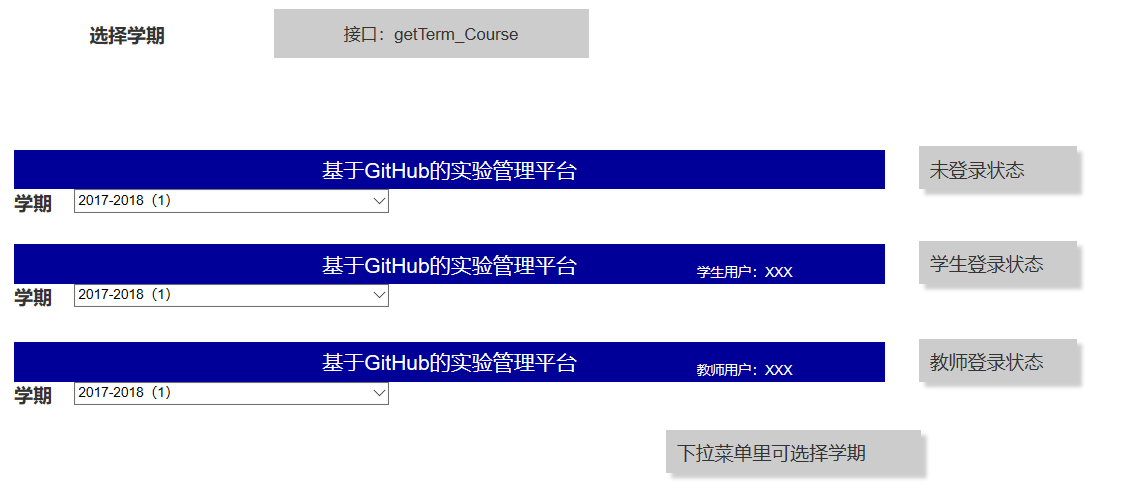 选择学期
接口：getTerm_Course
基于GitHub的实验管理平台
未登录状态
学期
2017-2018（1）
基于GitHub的实验管理平台
学生用户：XXX
学生登录状态
学期
2017-2018（1）
基于GitHub的实验管理平台
教师用户：XXX
教师登录状态
学期
2017-2018（1）
下拉菜单里可选择学期